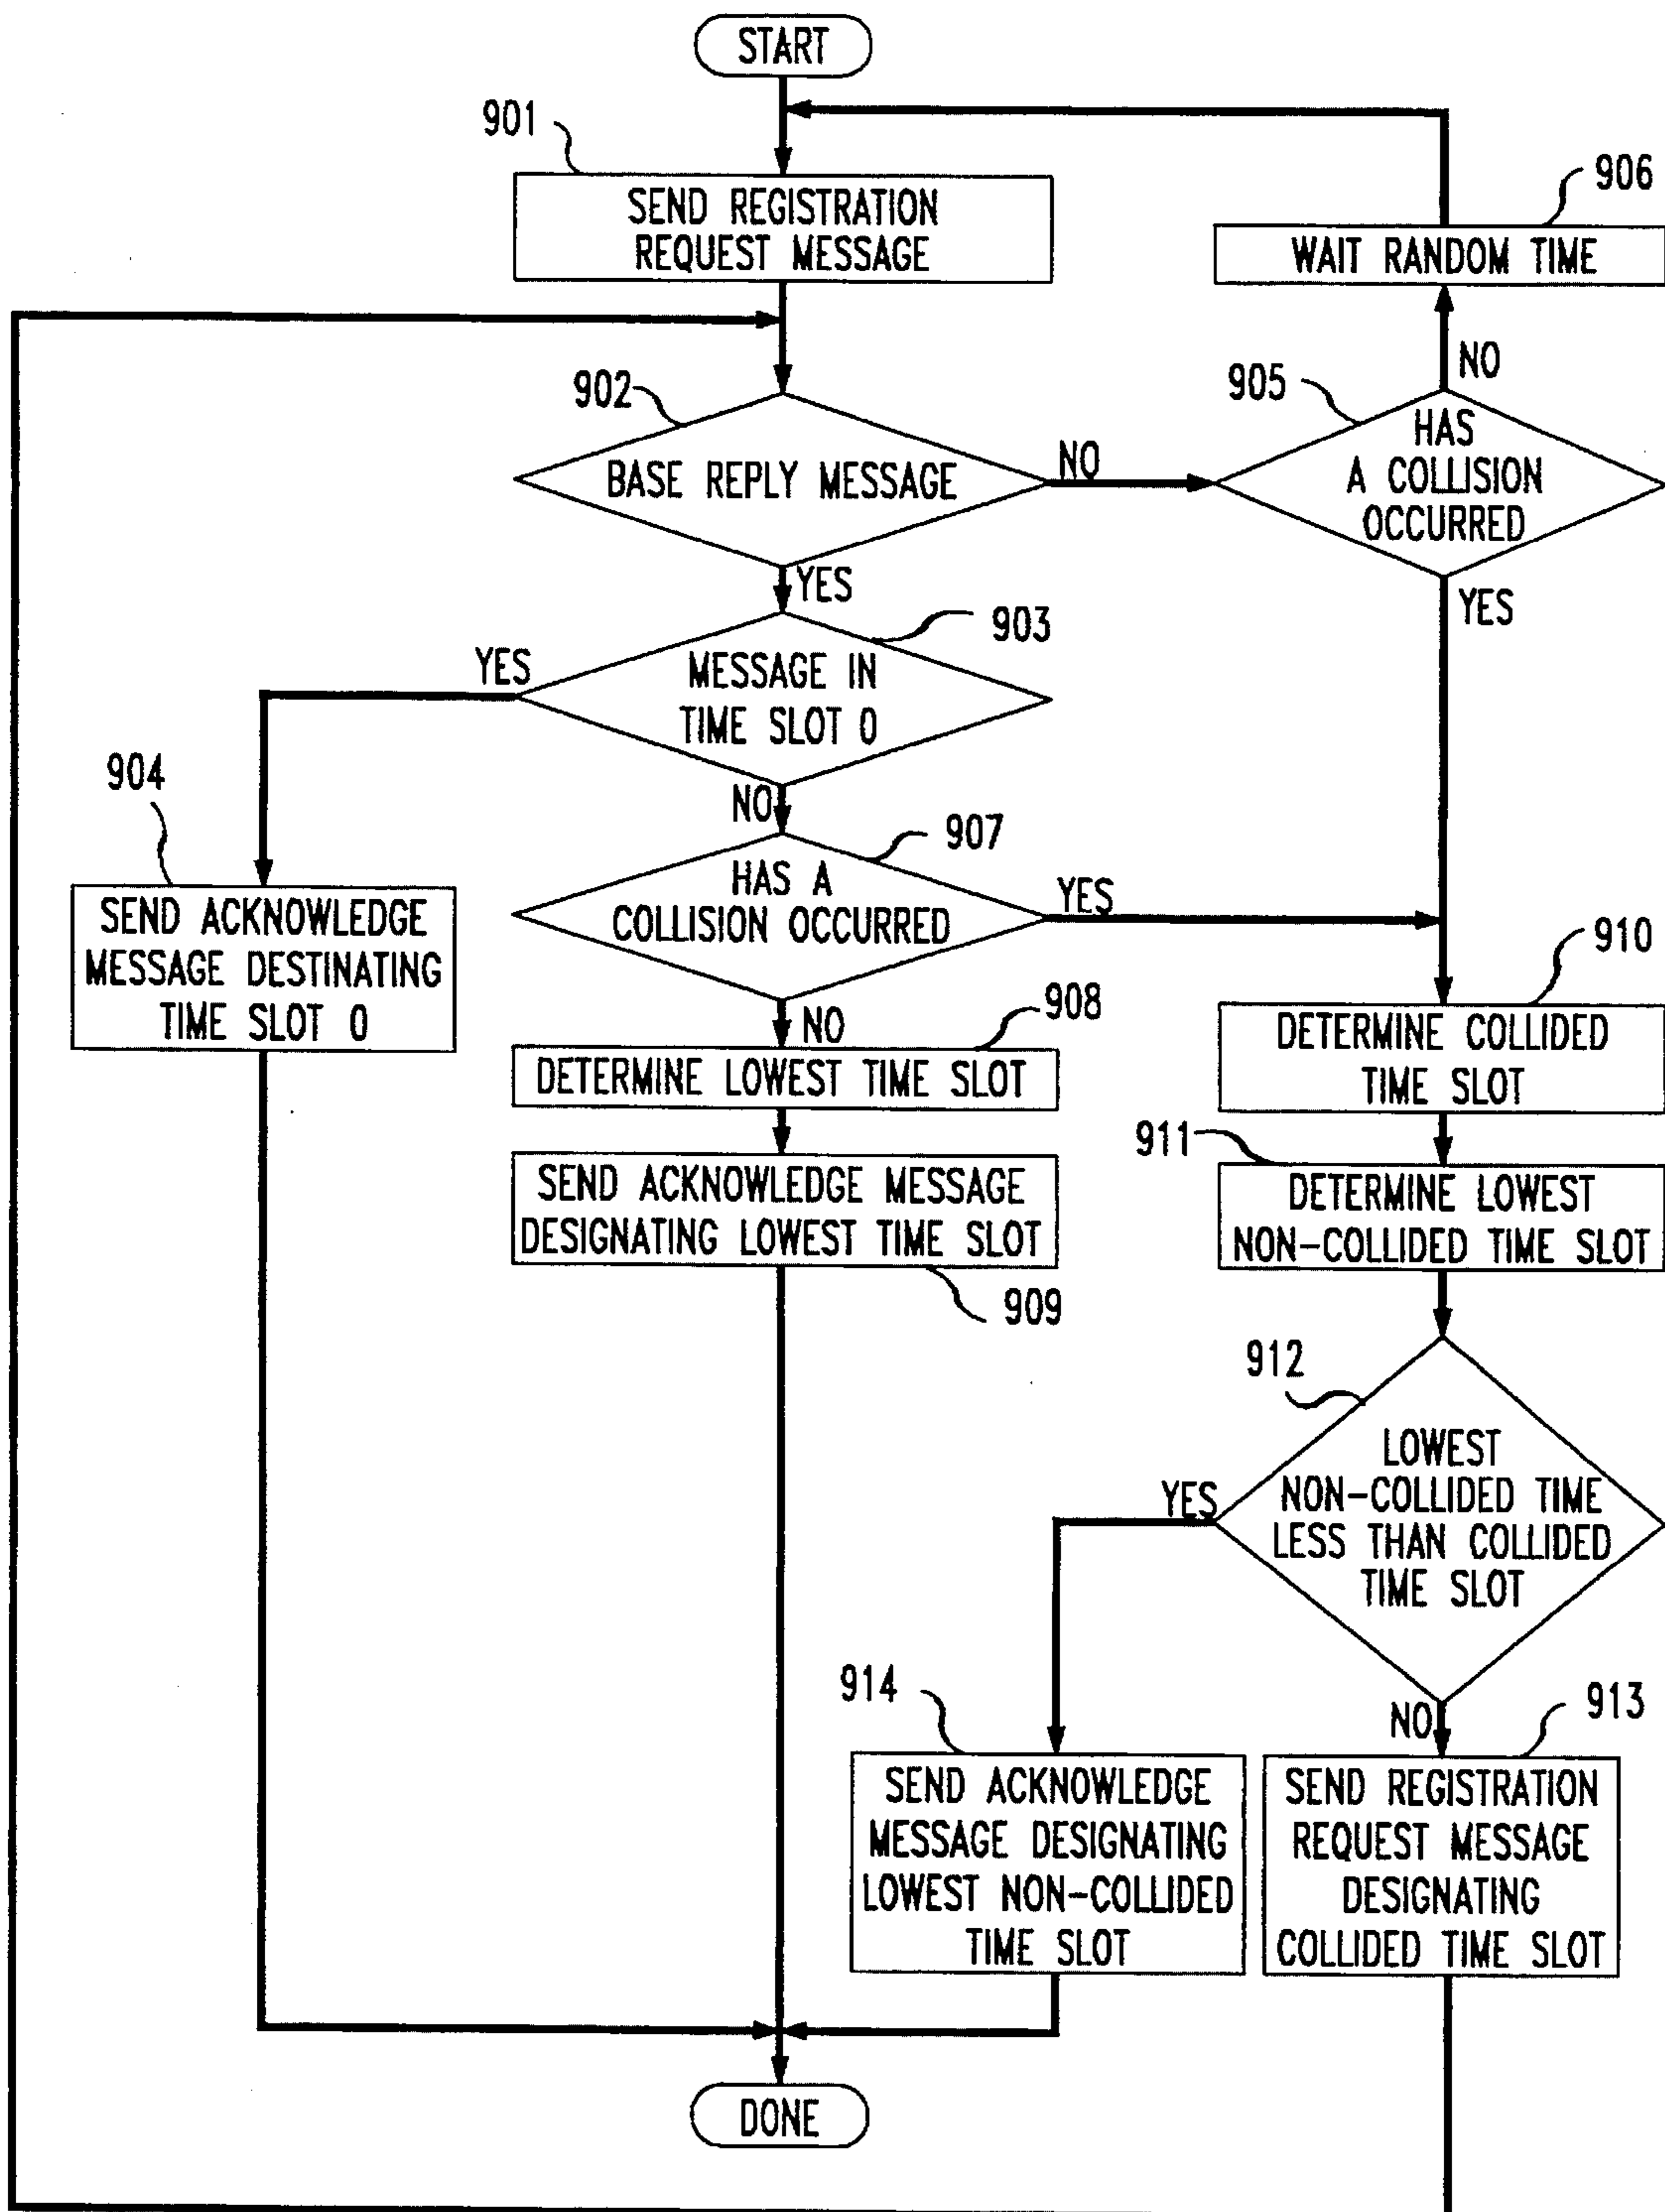 START
901
SEND REGISTRATION
REQUEST MESSAGE
906
WAIT RANDOM TIME
NO
902
BASE REPLY MESSAGE
NO
905
HAS
A COLLISION
OCCURRED
YES
YES
903
MESSAGE IN
TIME SLOT 0
YES
NO
904
SEND ACKNOWLEDGE
MESSAGE DESTINATING
TIME SLOT 0
907
HAS A
COLLISION OCCURRED
YES
NO
908
DETERMINE LOWEST TIME SLOT
SEND ACKNOWLEDGE MESSAGE
DESIGNATING LOWEST TIME SLOT
909
910
DETERMINE COLLIDED
TIME SLOT
911
DETERMINE LOWEST
NON-COLLIDED TIME SLOT
912
LOWEST
NON-COLLIDED TIME
LESS THAN COLLIDED
TIME SLOT
YES
NO
914
SEND ACKNOWLEDGE
MESSAGE DESIGNATING
LOWEST NON-COLLIDED
TIME SLOT
913
SEND REGISTRATION
REQUEST MESSAGE
DESIGNATING
COLLIDED TIME SLOT
DONE